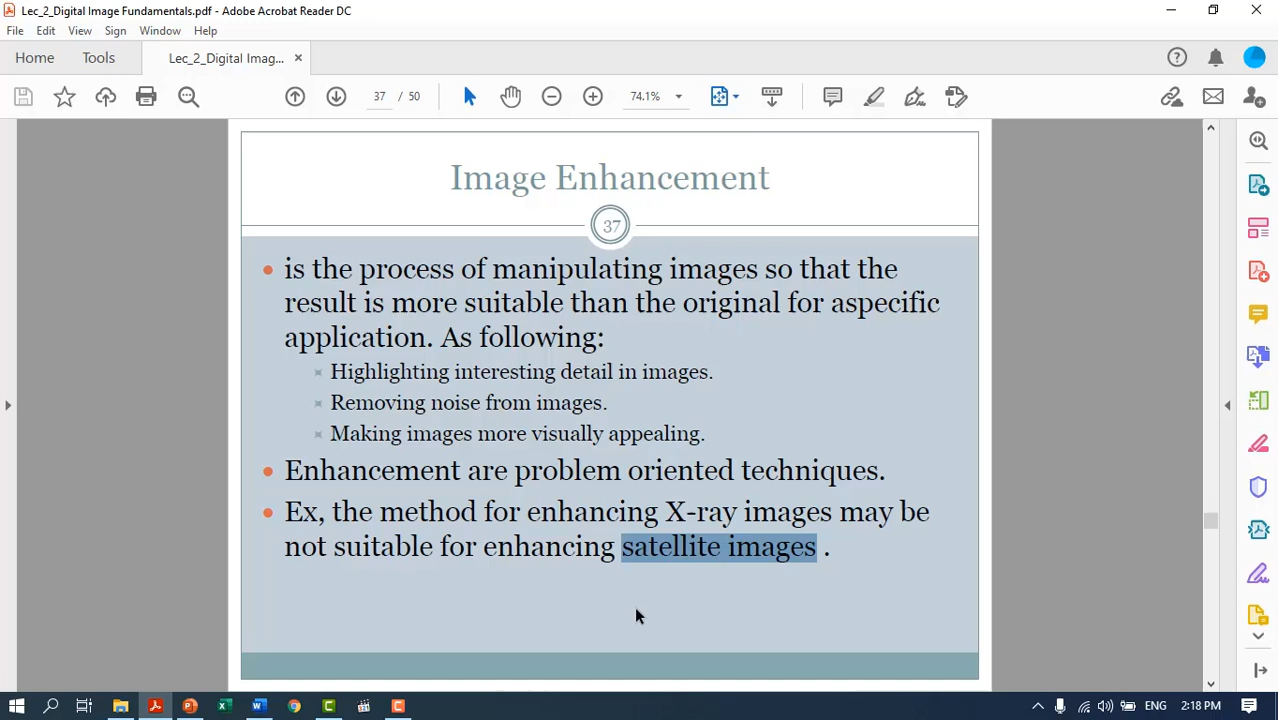 Lec_2_Digital Image Fundamentals.pdf - Adobe Acrobat Reader DC
File Edit View Sign Window Help
Home Tools Lec_2_Digital Imag... ×
37 / 50 74.1%
Image Enhancement
37
is the process of manipulating images so that the
result is more suitable than the original for aspecific
application. As following:
Highlighting interesting detail in images.
Removing noise from images.
Making images more visually appealing.
Enhancement are problem oriented techniques.
Ex, the method for enhancing X-ray images may be
not suitable for enhancing satellite images .
ENG 2:18 PM